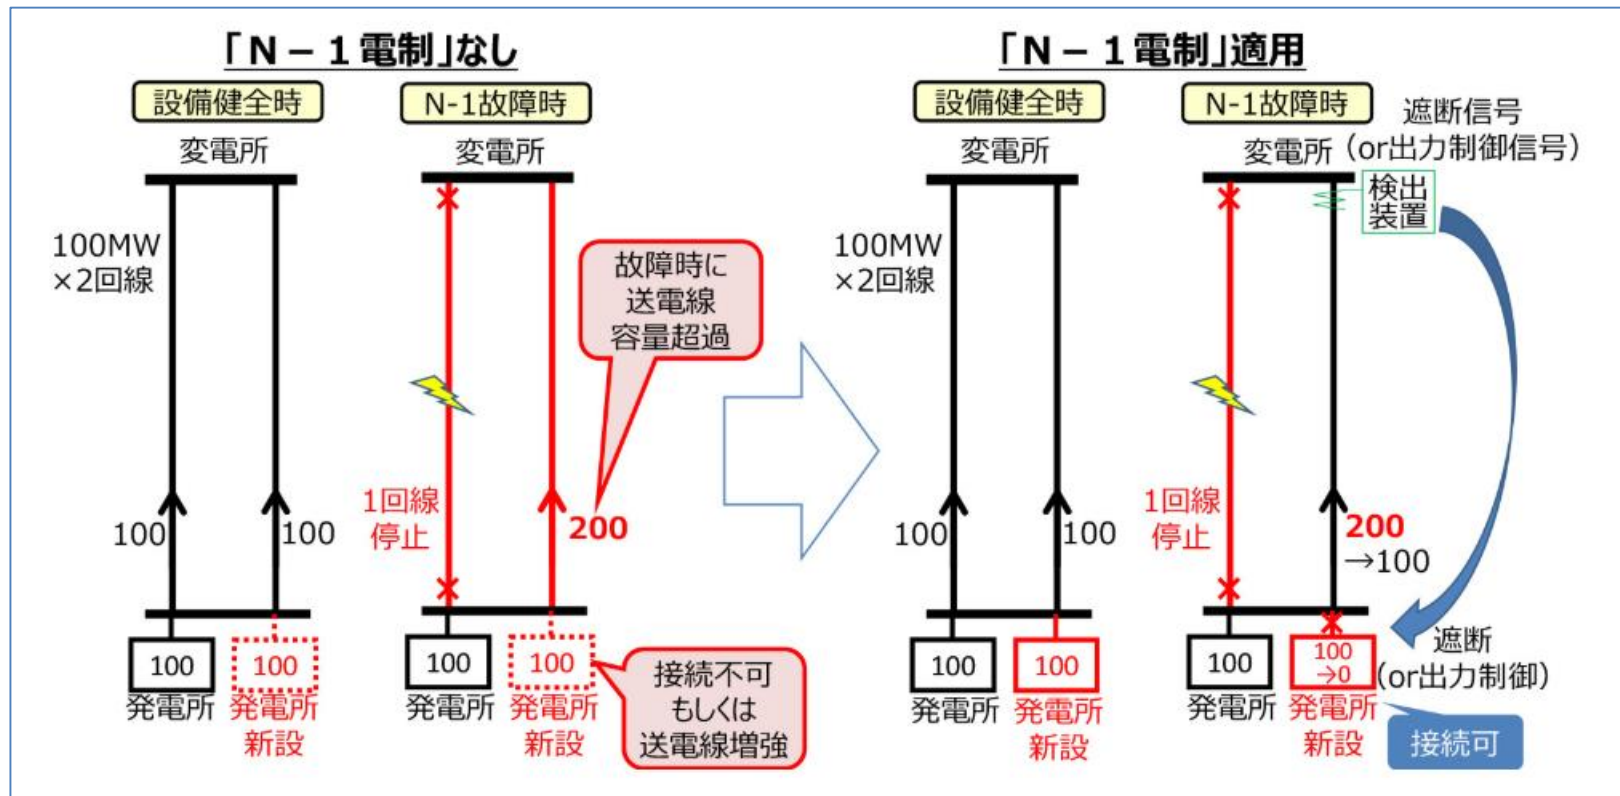 「N－1電制」なし
設備健全時
N-1故障時
変電所
変電所
100MW
×2回線
故障時に
送電線
容量超過
1回線
停止
100
100
200
100
100
100
100
発電所
発電所
新設
発電所
発電所
新設
接続不可
もしくは
送電線増強
「N－1電制」適用
設備健全時
N-1故障時
遮断信号
(or出力制御信号)
変電所
変電所
検出
装置
100MW
×2回線
1回線
停止
100
100
200
→100
100
100
100
100
→0
遮断
(or出力制御)
発電所
発電所
新設
発電所
発電所
新設
接続可